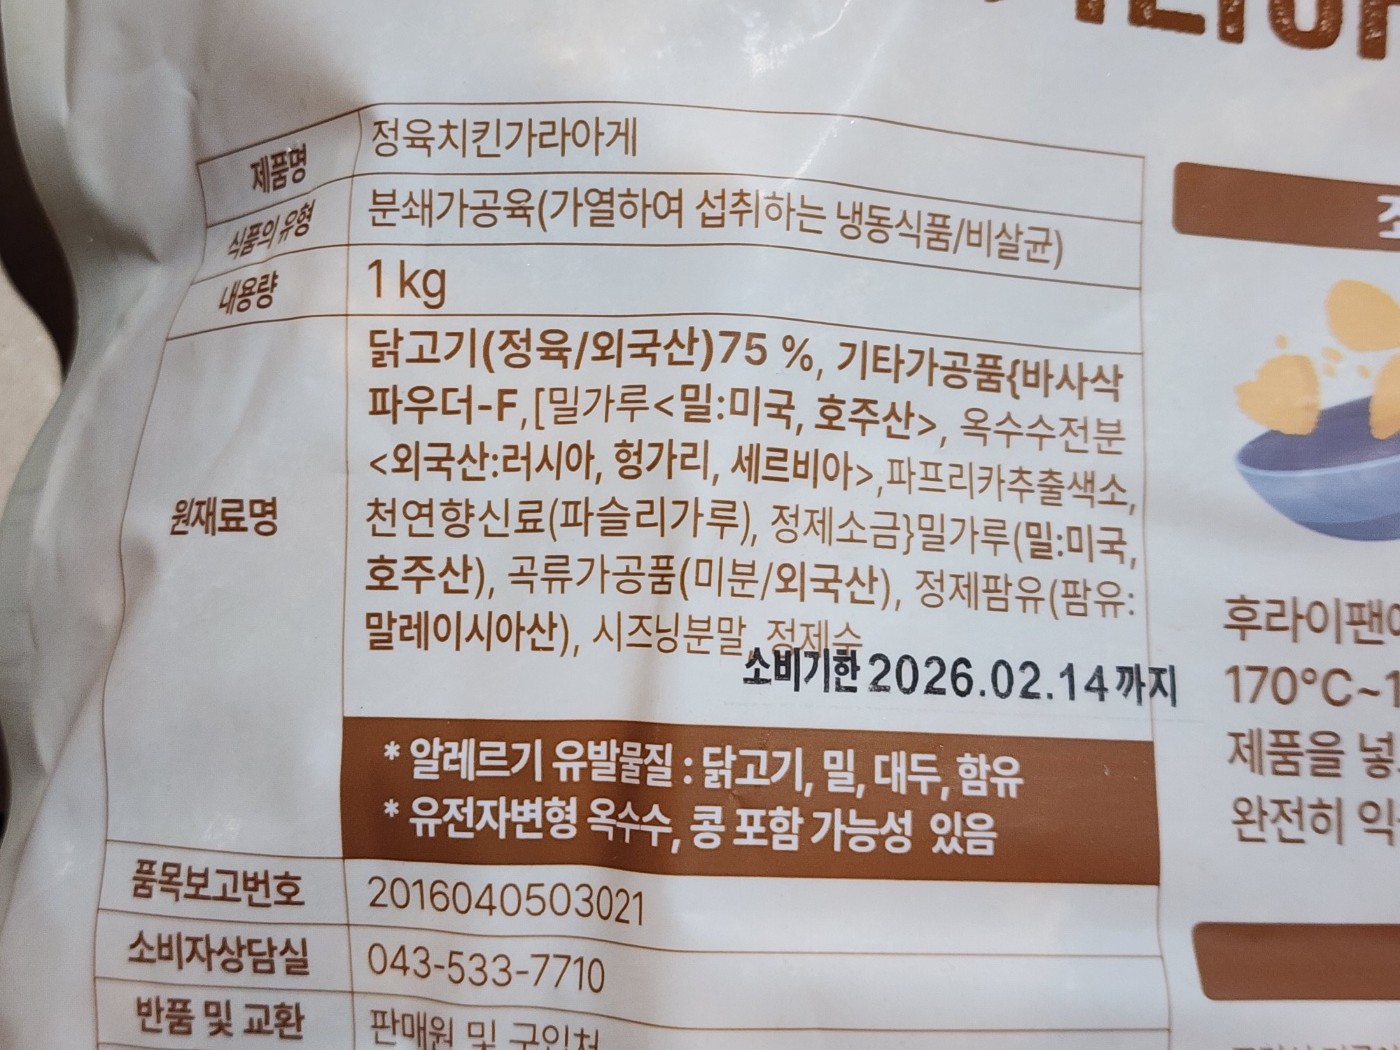 제품명
정육치킨가라아게
식품의 유형
분쇄가공육(가열하여 섭취하는 냉동식품/비살균)
내용량
1 kg
원재료명
닭고기(정육/외국산)75 %, 기타가공품{바사삭
파우더-F,[밀가루<밀:미국, 호주산>, 옥수수전분
<외국산:러시아, 헝가리, 세르비아>,파프리카추출색소,
천연향신료(파슬리가루), 정제소금}밀가루(밀:미국,
호주산), 곡류가공품(미분/외국산), 정제팜유(팜유:
말레이시아산), 시즈닝분말, 정제수
소비기한 2026.02.14 까지
* 알레르기 유발물질 : 닭고기, 밀, 대두, 함유
* 유전자변형 옥수수, 콩 포함 가능성 있음
품목보고번호
2016040503021
소비자상담실
043-533-7710
반품 및 교환
판매원 및 구입처
후라이팬에
170℃~1
제품을 넣
완전히 익